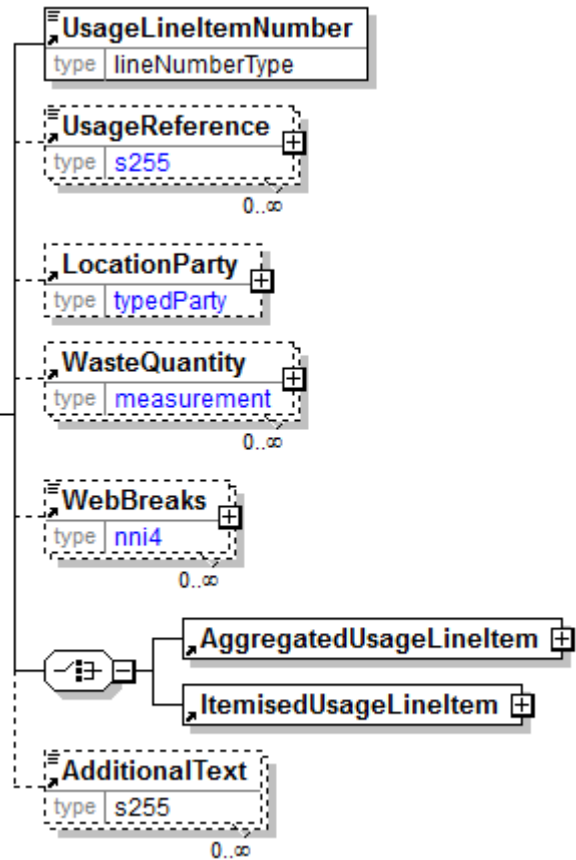 UsageLineItemNumber
type lineNumberType
UsageReference
type s255
0..∞
LocationParty
type typedParty
WasteQuantity
type measurement
0..∞
WebBreaks
type nni4
0..∞
AggregatedUsageLineItem
ItemisedUsageLineItem
AdditionalText
type s255
0..∞